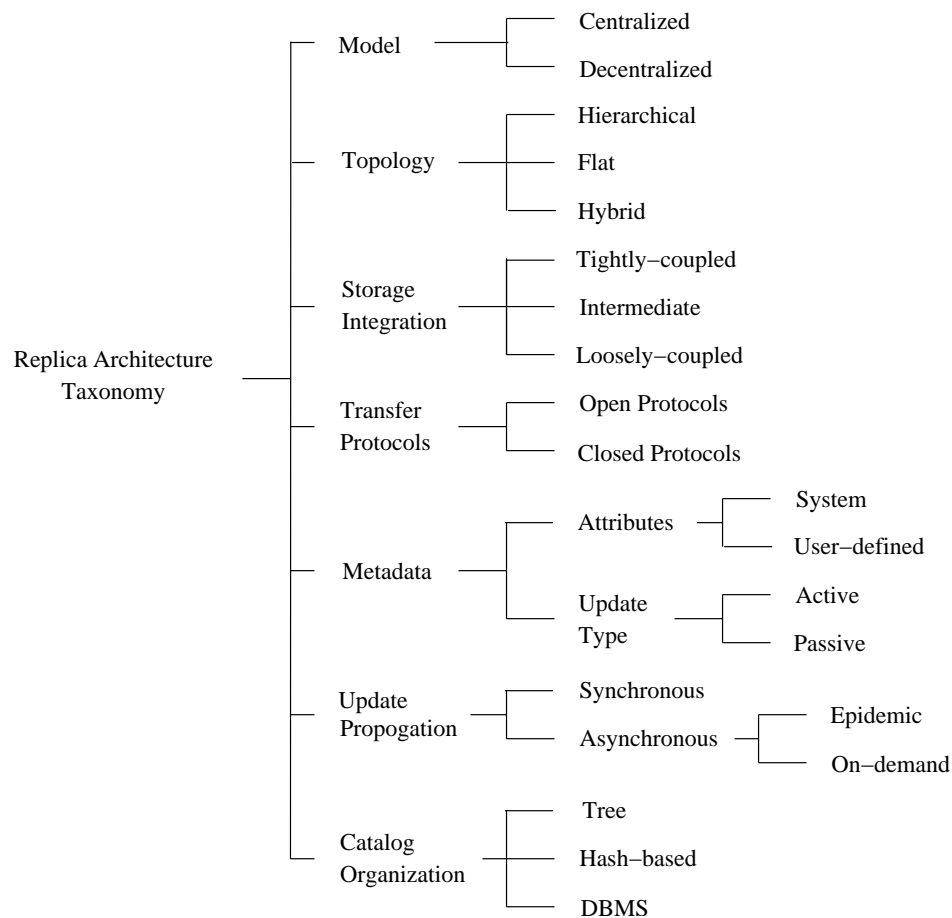 Replica Architecture
Taxonomy
Model
Centralized
Decentralized
Topology
Hierarchical
Flat
Hybrid
Storage
Integration
Tightly−coupled
Intermediate
Loosely−coupled
Transfer
Protocols
Open Protocols
Closed Protocols
Metadata
Attributes
System
User−defined
Update
Type
Active
Passive
Update
Propogation
Synchronous
Asynchronous
Epidemic
On−demand
Catalog
Organization
Tree
Hash−based
DBMS